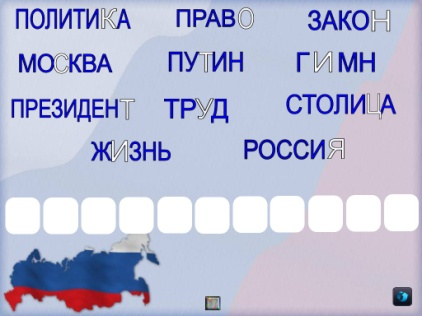 ПОЛИТИКА ПРАВО ЗАКОН
МОСКВА ПУТИН ГИМН
ПРЕЗИДЕНТ ТРУД СТОЛИЦА
ЖИЗНЬ РОССИЯ